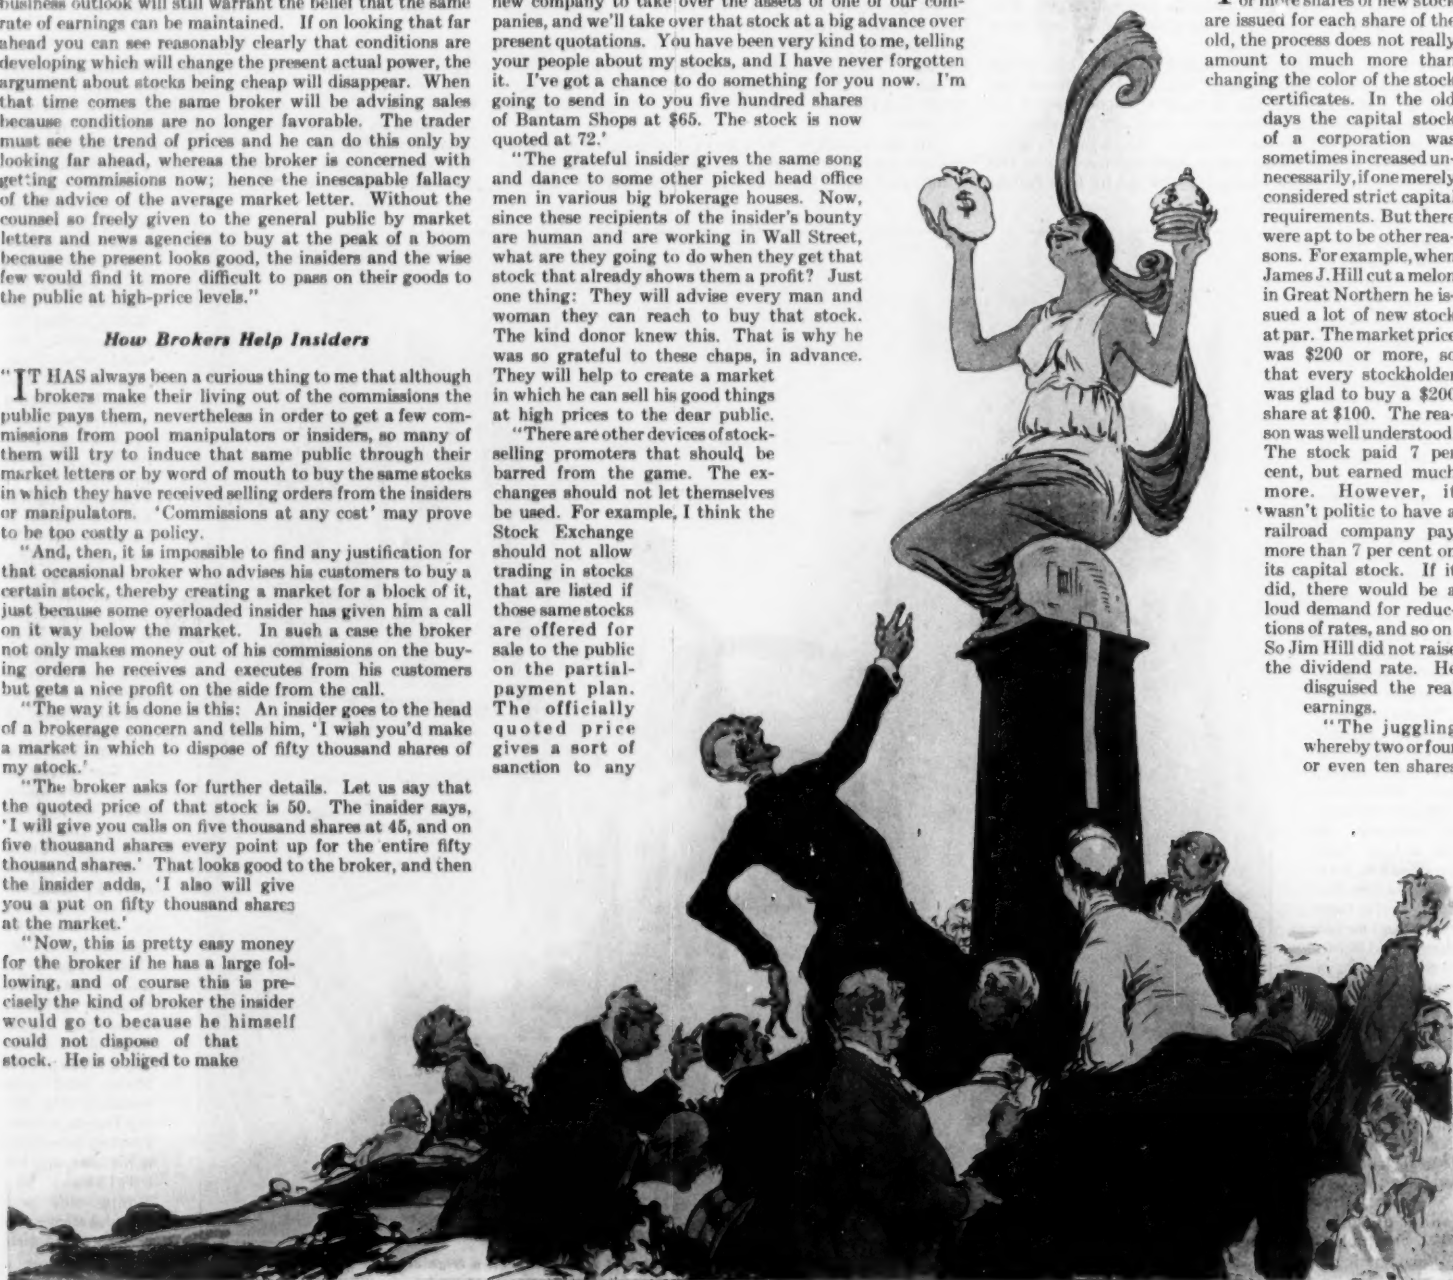 business outlook will still warrant the belief that the same
rate of earnings can be maintained. If on looking that far
ahead you can see reasonably clearly that conditions are
developing which will change the present actual power, the
argument about stocks being cheap will disappear. When
that time comes the same broker will be advising sales
because conditions are no longer favorable. The trader
must see the trend of prices and he can do this only by
looking far ahead, whereas the broker is concerned with
getting commissions now; hence the inescapable fallacy
of the advice of the average market letter. Without the
counsel so freely given to the general public by market
letters and news agencies to buy at the peak of a boom
because the present looks good, the insiders and the wise
few would find it more difficult to pass on their goods to
the public at high-price levels."
How Brokers Help Insiders
"IT HAS always been a curious thing to me that although
brokers make their living out of the commissions the
public pays them, nevertheless in order to get a few com-
missions from pool manipulators or insiders, so many of
them will try to induce that same public through their
market letters or by word of mouth to buy the same stocks
in which they have received selling orders from the insiders
or manipulators. 'Commissions at any cost' may prove
to be too costly a policy.
"And, then, it is impossible to find any justification for
that occasional broker who advises his customers to buy a
certain stock, thereby creating a market for a block of it,
just because some overloaded insider has given him a call
on it way below the market. In such a case the broker
not only makes money out of his commissions on the buy-
ing orders he receives and executes from his customers
but gets a nice profit on the side from the call.
"The way it is done is this: An insider goes to the head
of a brokerage concern and tells him, 'I wish you'd make
a market in which to dispose of fifty thousand shares of
my stock.'
"The broker asks for further details. Let us say that
the quoted price of that stock is 50. The insider says,
'I will give you calls on five thousand shares at 45, and on
five thousand shares every point up for the entire fifty
thousand shares.' That looks good to the broker, and then
the insider adds, 'I also will give
you a put on fifty thousand shares
at the market.'
"Now, this is pretty easy money
for the broker if he has a large fol-
lowing, and of course this is pre-
cisely the kind of broker the insider
would go to because he himself
could not dispose of that
stock. He is obliged to make
new company to take over the assets of one of our com-
panies, and we'll take over that stock at a big advance over
present quotations. You have been very kind to me, telling
your people about my stocks, and I have never forgotten
it. I've got a chance to do something for you now. I'm
going to send in to you five hundred shares
of Bantam Shops at $65. The stock is now
quoted at 72.'
"The grateful insider gives the same song
and dance to some other picked head office
men in various big brokerage houses. Now,
since these recipients of the insider's bounty
are human and are working in Wall Street,
what are they going to do when they get that
stock that already shows them a profit? Just
one thing: They will advise every man and
woman they can reach to buy that stock.
The kind donor knew this. That is why he
was so grateful to these chaps, in advance.
They will help to create a market
in which he can sell his good things
at high prices to the dear public.
"There are other devices of stock-
selling promoters that should be
barred from the game. The ex-
changes should not let themselves
be used. For example, I think the
Stock Exchange
should not allow
trading in stocks
that are listed if
those same stocks
are offered for
sale to the public
on the partial-
payment plan.
The officially
quoted price
gives a sort of
sanction to any
$
or more shares of new stock
are issued for each share of the
old, the process does not really
amount to much more than
changing the color of the stock
certificates. In the old
days the capital stock
of a corporation was
sometimes increased un-
necessarily, if one merely
considered strict capital
requirements. But there
were apt to be other rea-
sons. For example, when
James J. Hill cut a melon
in Great Northern he is-
sued a lot of new stock
at par. The market price
was $200 or more, so
that every stockholder
was glad to buy a $200
share at $100. The rea-
son was well understood.
The stock paid 7 per
cent, but earned much
more. However, it
wasn't politic to have a
railroad company pay
more than 7 per cent on
its capital stock. If it
did, there would be a
loud demand for reduc-
tions of rates, and so on.
So Jim Hill did not raise
the dividend rate. He
disguised the real
earnings.
"The juggling
whereby two or four
or even ten shares